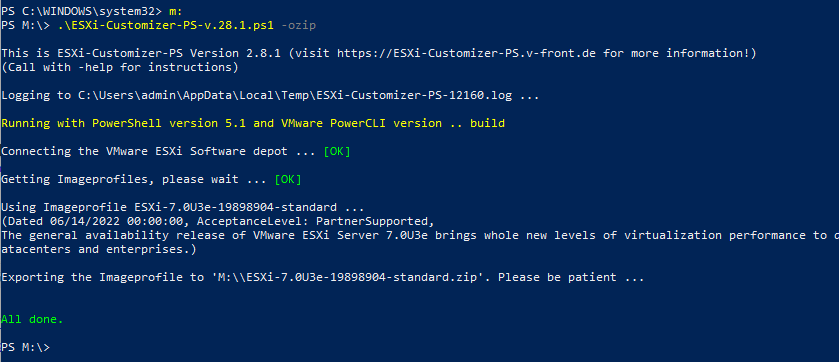 PS C:\WINDOWS\system32> m:
PS M:\> .\ESXi-Customizer-PS-v.28.1.ps1 -ozip
This is ESXi-Customizer-PS Version 2.8.1 (visit https://ESXi-Customizer-PS.v-front.de for more information!)
(Call with -help for instructions)
Logging to C:\Users\admin\AppData\Local\Temp\ESXi-Customizer-PS-12160.log ...
Running with PowerShell version 5.1 and VMware PowerCLI version .. build
Connecting the VMware ESXi Software depot ... [OK]
Getting Imageprofiles, please wait ... [OK]
Using Imageprofile ESXi-7.0U3e-19898904-standard ...
(Dated 06/14/2022 00:00:00, AcceptanceLevel: PartnerSupported,
The general availability release of VMware ESXi Server 7.0U3e brings whole new levels of virtualization performance to d
atacenters and enterprises.)
Exporting the Imageprofile to 'M:\\ESXi-7.0U3e-19898904-standard.zip'. Please be patient ...
All done.
PS M:\>